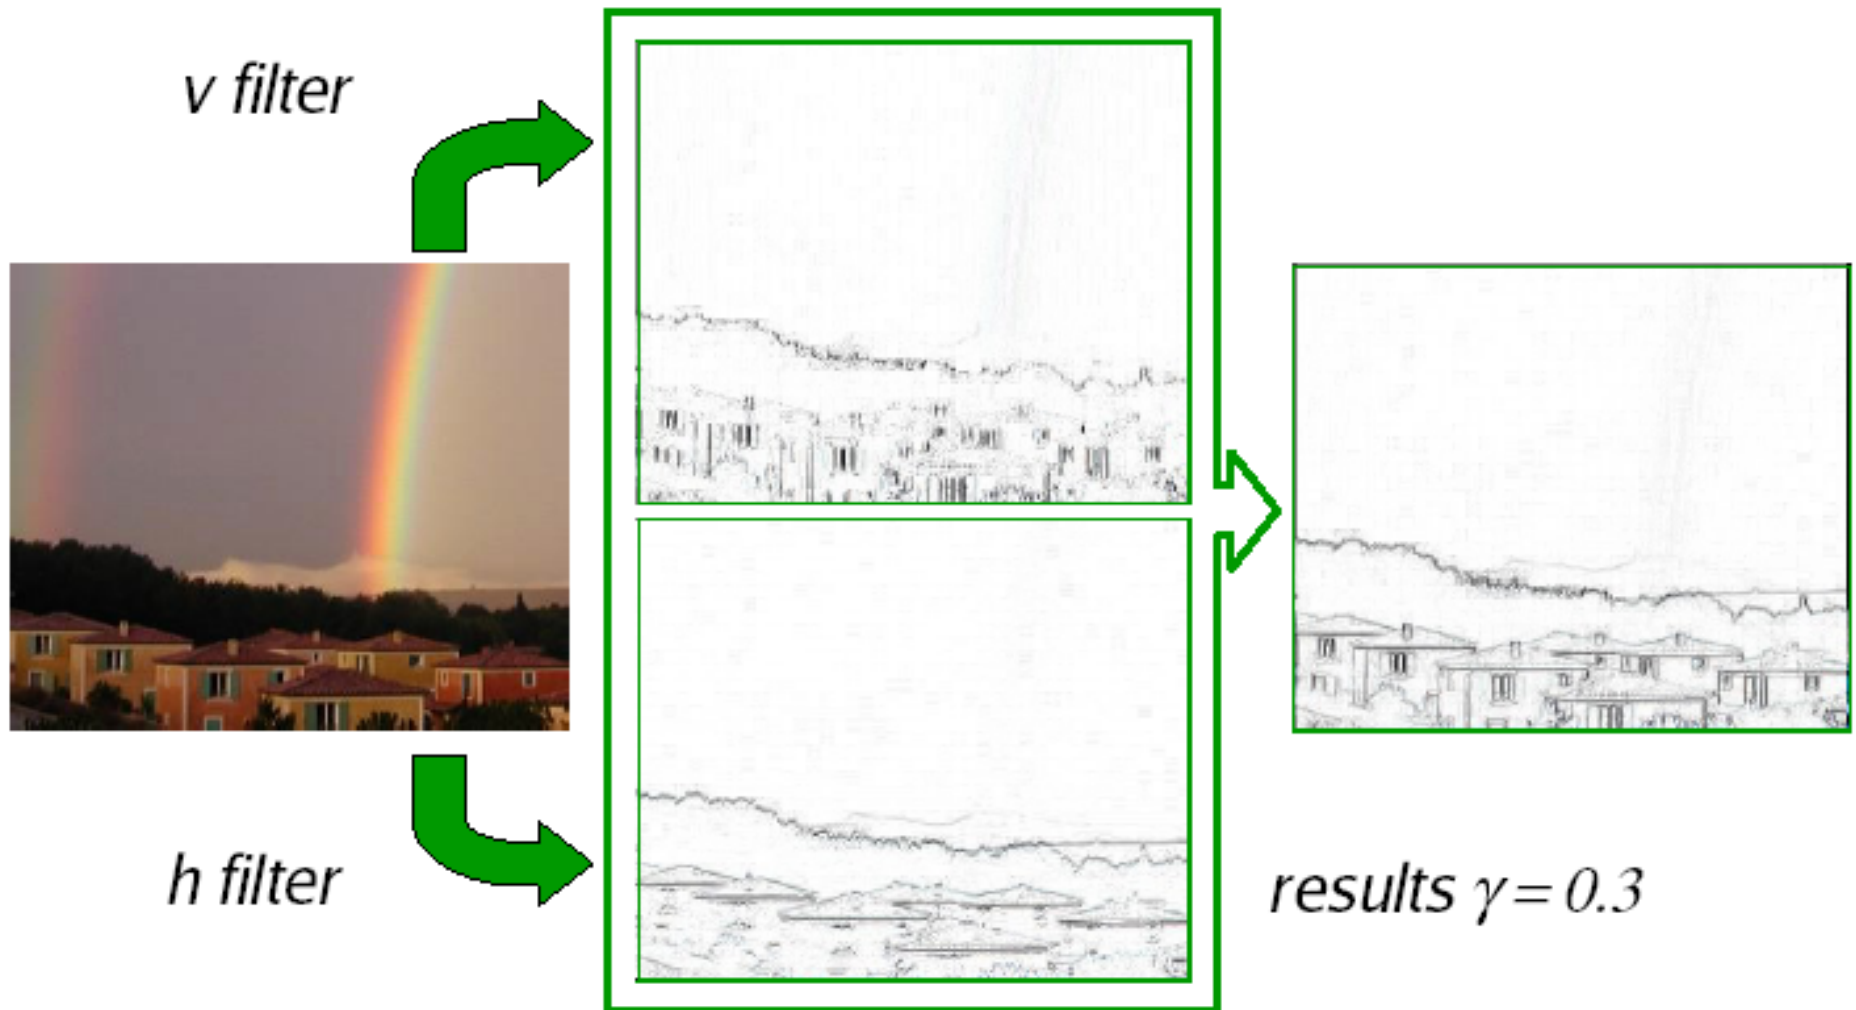 v filter
h filter
results γ = 0.3